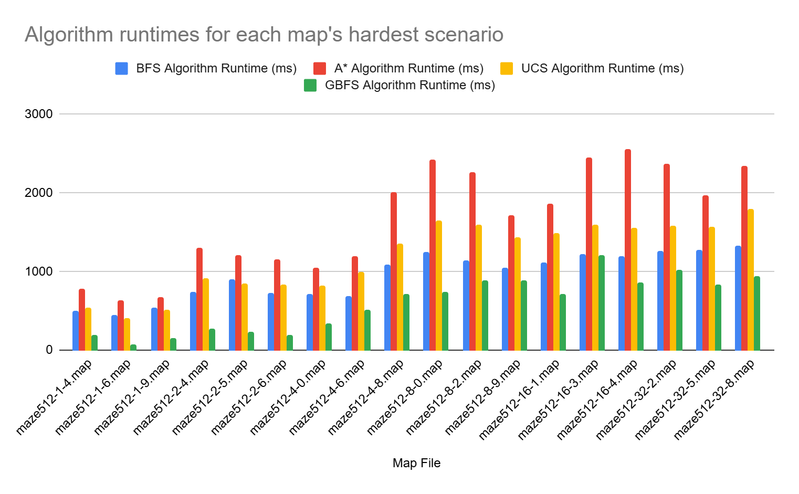 Algorithm runtimes for each map's hardest scenario
BFS Algorithm Runtime (ms) A* Algorithm Runtime (ms) UCS Algorithm Runtime (ms)
GBFS Algorithm Runtime (ms)
3000
2000
1000
0
maze512-1-4.map
maze512-1-6.map
maze512-1-9.map
maze512-2-4.map
maze512-2-5.map
maze512-2-6.map
maze512-4-0.map
maze512-4-6.map
maze512-4-8.map
maze512-8-0.map
maze512-8-2.map
maze512-8-9.map
maze512-16-1.map
maze512-16-3.map
maze512-16-4.map
maze512-32-2.map
maze512-32-5.map
maze512-32-8.map
Map File